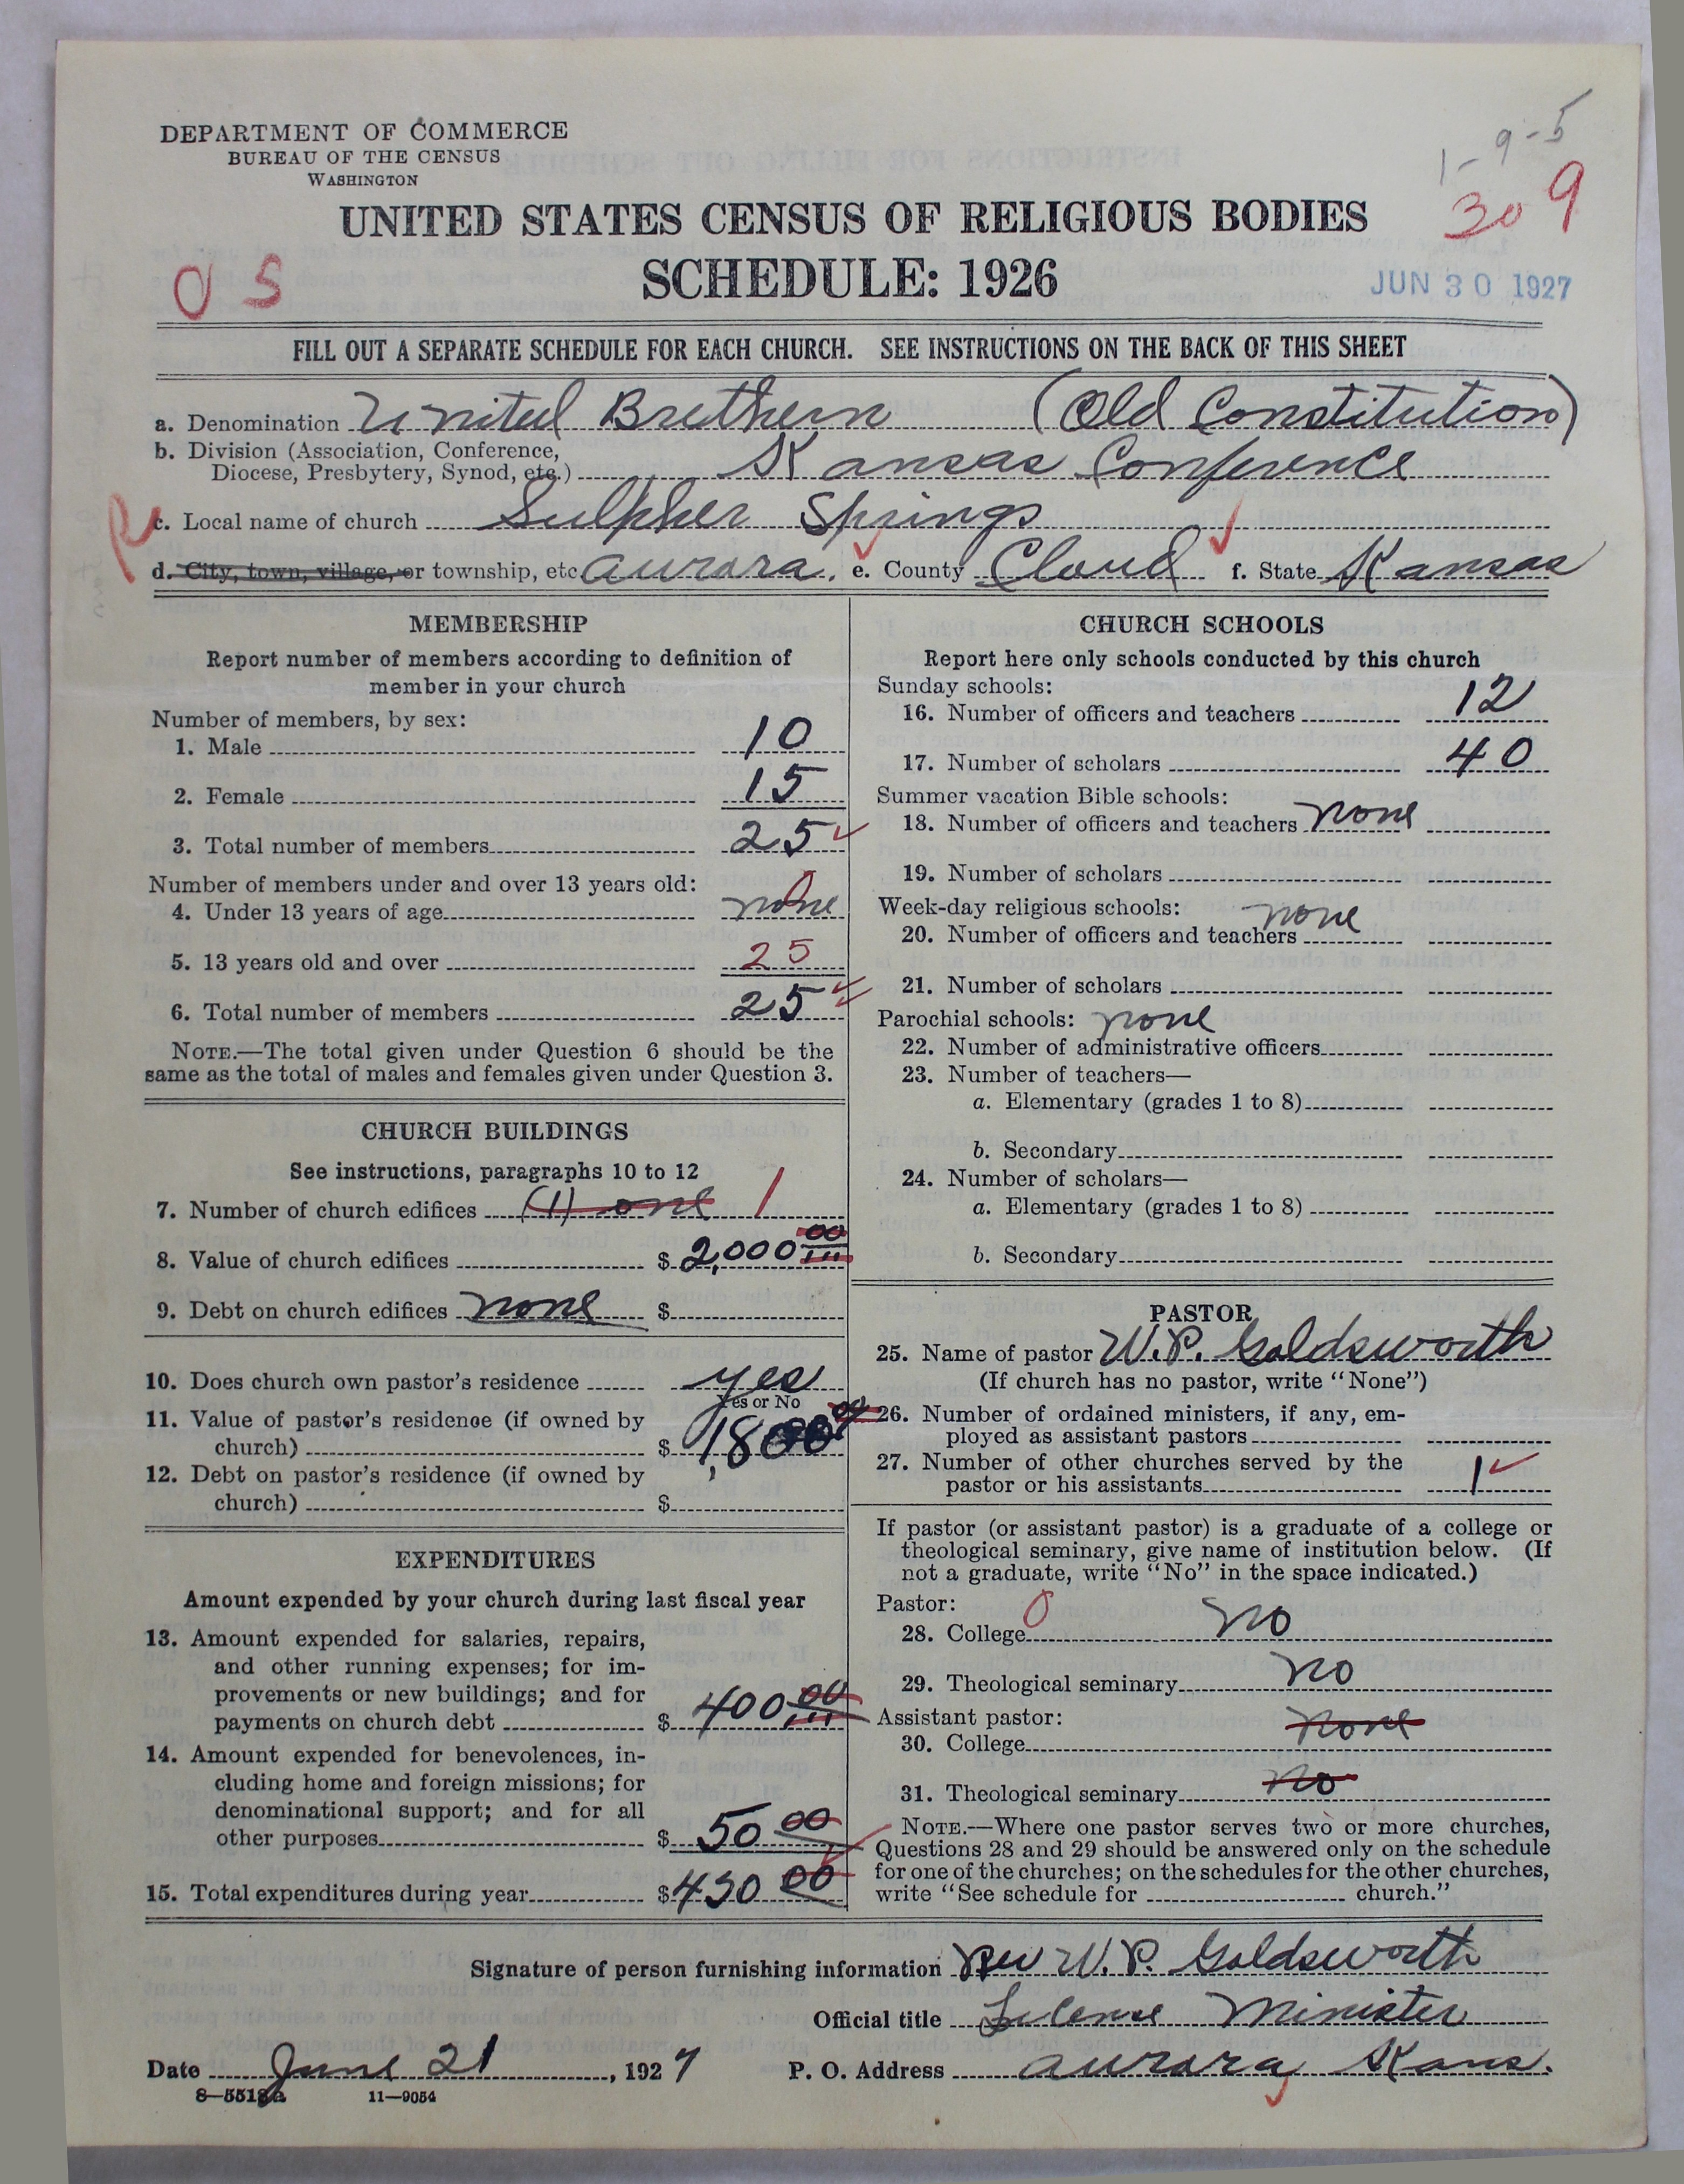 1-9-5
309
DEPARTMENT OF COMMERCE
BUREAU OF THE CENSUS
WASHINGTON
UNITED STATES CENSUS OF RELIGIOUS BODIES
SCHEDULE: 1926
O S
JUN 30 1927
FILL OUT A SEPARATE SCHEDULE FOR EACH CHURCH. SEE INSTRUCTIONS ON THE BACK OF THIS SHEET
a. Denomination United Brethern (Old Constitution)
b. Division (Association, Conference,
Diocese, Presbytery, Synod, etc.) Kansas Conference
R c. Local name of church Sulpher Springs
d. City, town, village, or township, etc Aurora. e. County Cloud f. State Kansas
MEMBERSHIP
Report number of members according to definition of
member in your church
Number of members, by sex:
1. Male 10
2. Female 15
3. Total number of members 25
Number of members under and over 13 years old:
4. Under 13 years of age none 0
5. 13 years old and over 25
6. Total number of members 25
NOTE.—The total given under Question 6 should be the
same as the total of males and females given under Question 3.
CHURCH BUILDINGS
See instructions, paragraphs 10 to 12
7. Number of church edifices (1) one 1
8. Value of church edifices $ 2,000 00
9. Debt on church edifices none $
10. Does church own pastor's residence yes
Yes or No
11. Value of pastor's residence (if owned by
church) $ 1,800 00
12. Debt on pastor's residence (if owned by
church) $
EXPENDITURES
Amount expended by your church during last fiscal year
13. Amount expended for salaries, repairs,
and other running expenses; for im-
provements or new buildings; and for
payments on church debt $ 400 00
14. Amount expended for benevolences, in-
cluding home and foreign missions; for
denominational support; and for all
other purposes $ 50 00
15. Total expenditures during year $ 450 00
CHURCH SCHOOLS
Report here only schools conducted by this church
Sunday schools:
16. Number of officers and teachers 12
17. Number of scholars 40
Summer vacation Bible schools:
18. Number of officers and teachers none
19. Number of scholars
Week-day religious schools: none
20. Number of officers and teachers
21. Number of scholars
Parochial schools: none
22. Number of administrative officers
23. Number of teachers—
a. Elementary (grades 1 to 8)
b. Secondary
24. Number of scholars—
a. Elementary (grades 1 to 8)
b. Secondary
PASTOR
25. Name of pastor W.P. Goldsworth
(If church has no pastor, write "None")
26. Number of ordained ministers, if any, em-
ployed as assistant pastors
27. Number of other churches served by the
pastor or his assistants 1
If pastor (or assistant pastor) is a graduate of a college or
theological seminary, give name of institution below. (If
not a graduate, write "No" in the space indicated.)
Pastor: 0
28. College no
29. Theological seminary no
Assistant pastor:
30. College none
31. Theological seminary no
NOTE.—Where one pastor serves two or more churches,
Questions 28 and 29 should be answered only on the schedule
for one of the churches; on the schedules for the other churches,
write "See schedule for church."
Signature of person furnishing information Rev W.P. Goldsworth
Official title Licence Minister
Date June 21, 1927 P. O. Address Aurora Kans.
8-5518a 11-9054